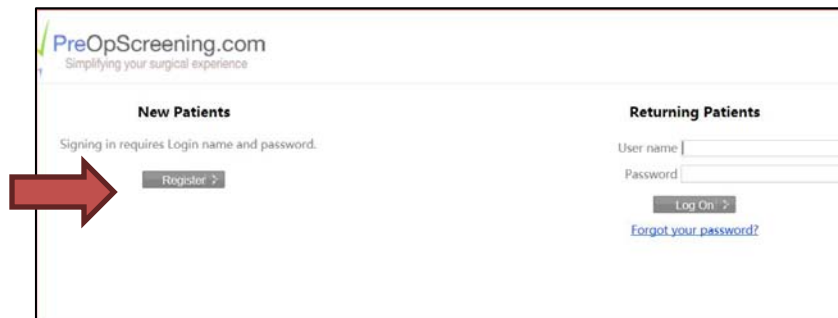 PreOpScreening.com
Simplifying your surgical experience
New Patients
Signing in requires Login name and password.
Register
Returning Patients
User name
Password
Log On
Forgot your password?